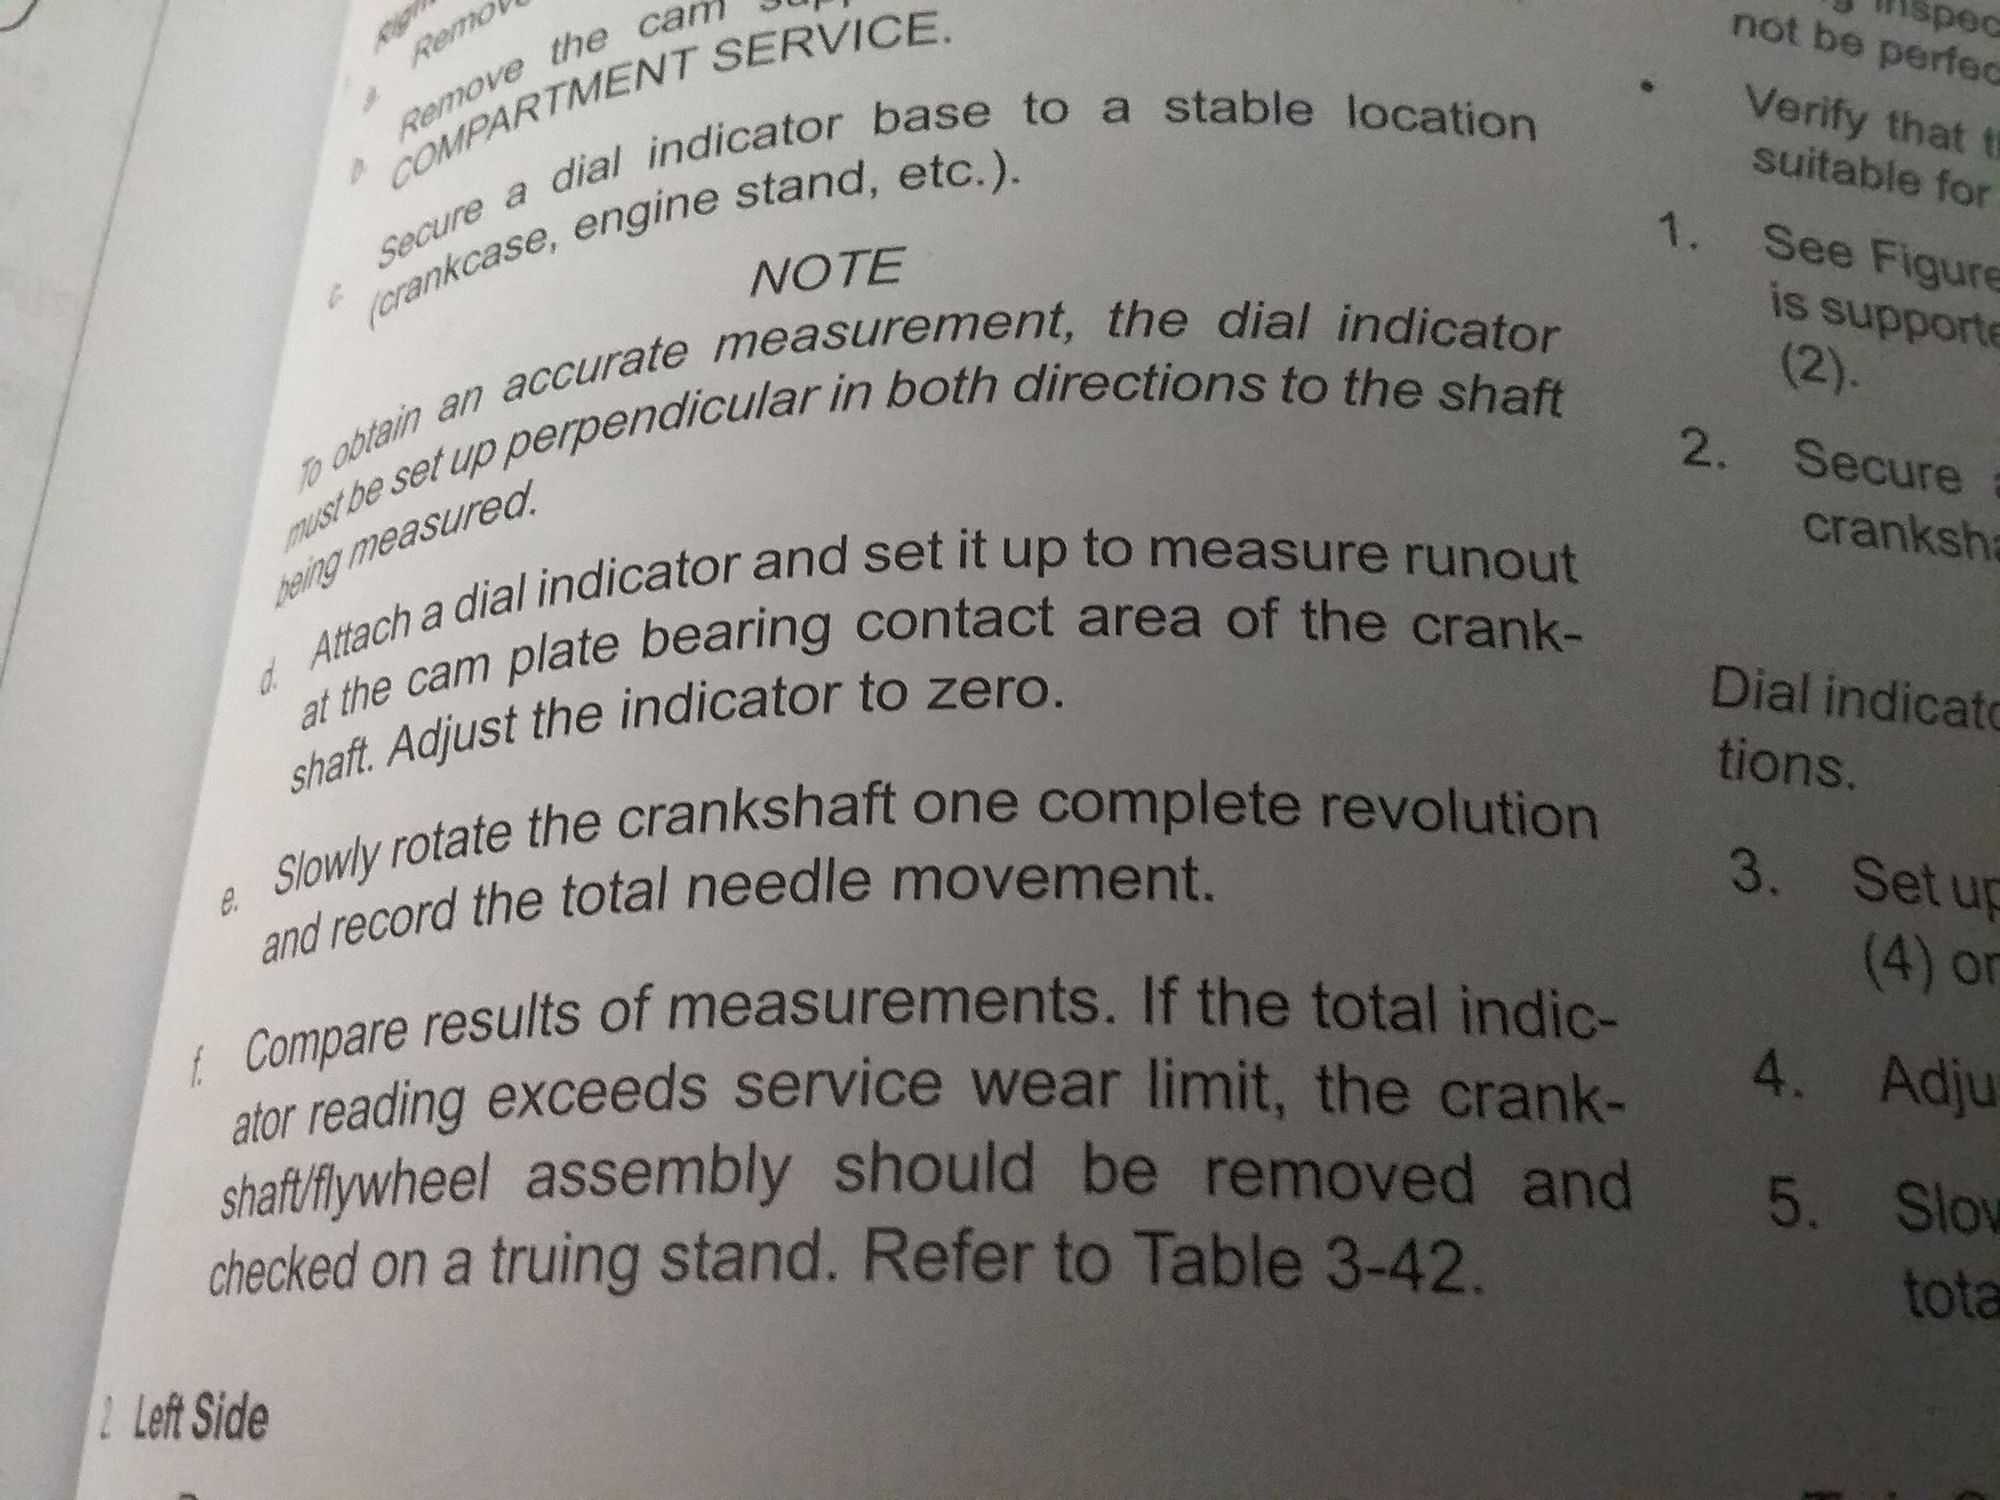 Right
a. Remove
b. Remove the cam
COMPARTMENT SERVICE.
c. Secure a dial indicator base to a stable location
(crankcase, engine stand, etc.).
NOTE
To obtain an accurate measurement, the dial indicator
must be set up perpendicular in both directions to the shaft
being measured.
d. Attach a dial indicator and set it up to measure runout
at the cam plate bearing contact area of the crank-
shaft. Adjust the indicator to zero.
e. Slowly rotate the crankshaft one complete revolution
and record the total needle movement.
f. Compare results of measurements. If the total indic-
ator reading exceeds service wear limit, the crank-
shaft/flywheel assembly should be removed and
checked on a truing stand. Refer to Table 3-42.
2. Left Side
not be perfec
• Verify that th
suitable for
1. See Figure
is supporte
(2).
2. Secure a
cranksha
Dial indicato
tions.
3. Set up
(4) or
4. Adju
5. Slow
tota